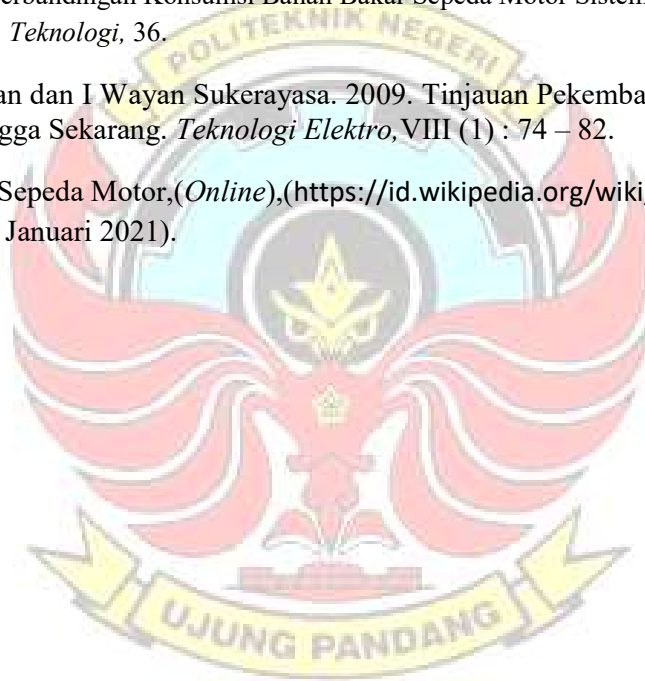 erbandingan Konsumsi Bahan Bakar Sepeda Motor Sistem
Teknologi, 36.
POLITEKNIK NEGERI
an dan I Wayan Sukerayasa. 2009. Tinjauan Pekemba
gga Sekarang. Teknologi Elektro,VIII (1) : 74 – 82.
Sepeda Motor,(Online),(https://id.wikipedia.org/wiki
Januari 2021).
UJUNG PANDANG